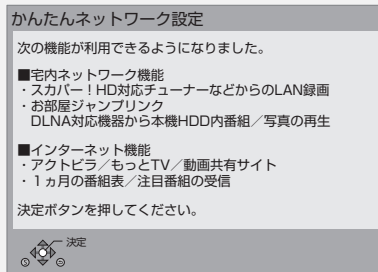 かんたんネットワーク設定
次の機能が利用できるようになりました。
■宅内ネットワーク機能
・スカパー！HD対応チューナーなどからのLAN録画
・お部屋ジャンプリンク
DLNA対応機器から本機HDD内番組／写真の再生
■インターネット機能
・アクトビラ／もっとTV／動画共有サイト
・１ヵ月の番組表／注目番組の受信
決定ボタンを押してください。
決定